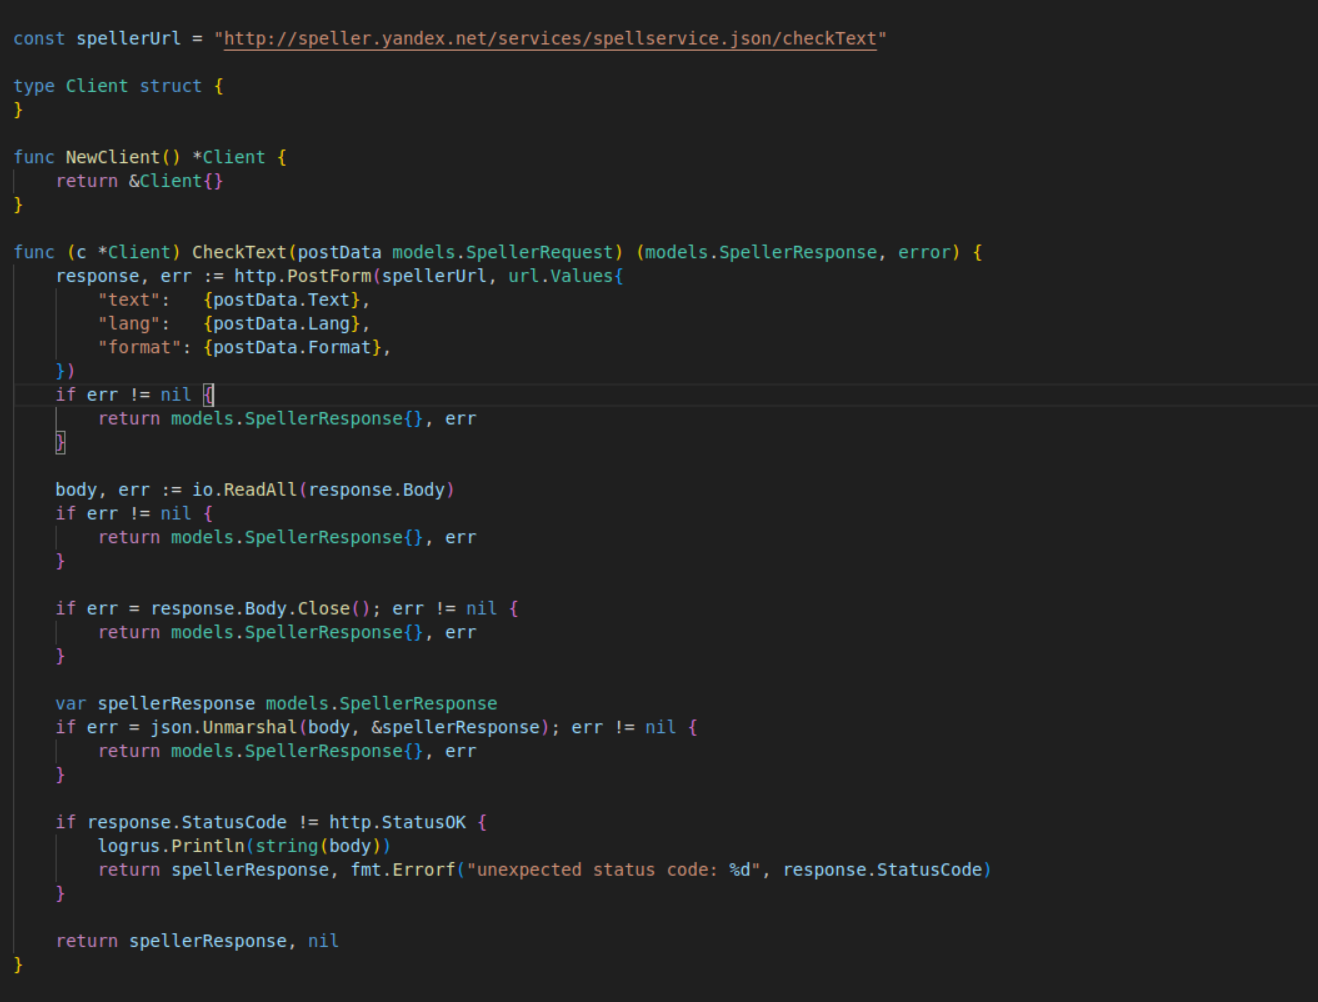 const spellerUrl = "http://speller.yandex.net/services/spellservice.json/checkText"
type Client struct {
}
func NewClient() *Client {
    return &Client{}
}
func (c *Client) CheckText(postData models.SpellerRequest) (models.SpellerResponse, error) {
    response, err := http.PostForm(spellerUrl, url.Values{
        "text":   {postData.Text},
        "lang":   {postData.Lang},
        "format": {postData.Format},
    })
    if err != nil {
        return models.SpellerResponse{}, err
    }
    body, err := io.ReadAll(response.Body)
    if err != nil {
        return models.SpellerResponse{}, err
    }
    if err = response.Body.Close(); err != nil {
        return models.SpellerResponse{}, err
    }
    var spellerResponse models.SpellerResponse
    if err = json.Unmarshal(body, &spellerResponse); err != nil {
        return models.SpellerResponse{}, err
    }
    if response.StatusCode != http.StatusOK {
        logrus.Println(string(body))
        return spellerResponse, fmt.Errorf("unexpected status code: %d", response.StatusCode)
    }
    return spellerResponse, nil
}